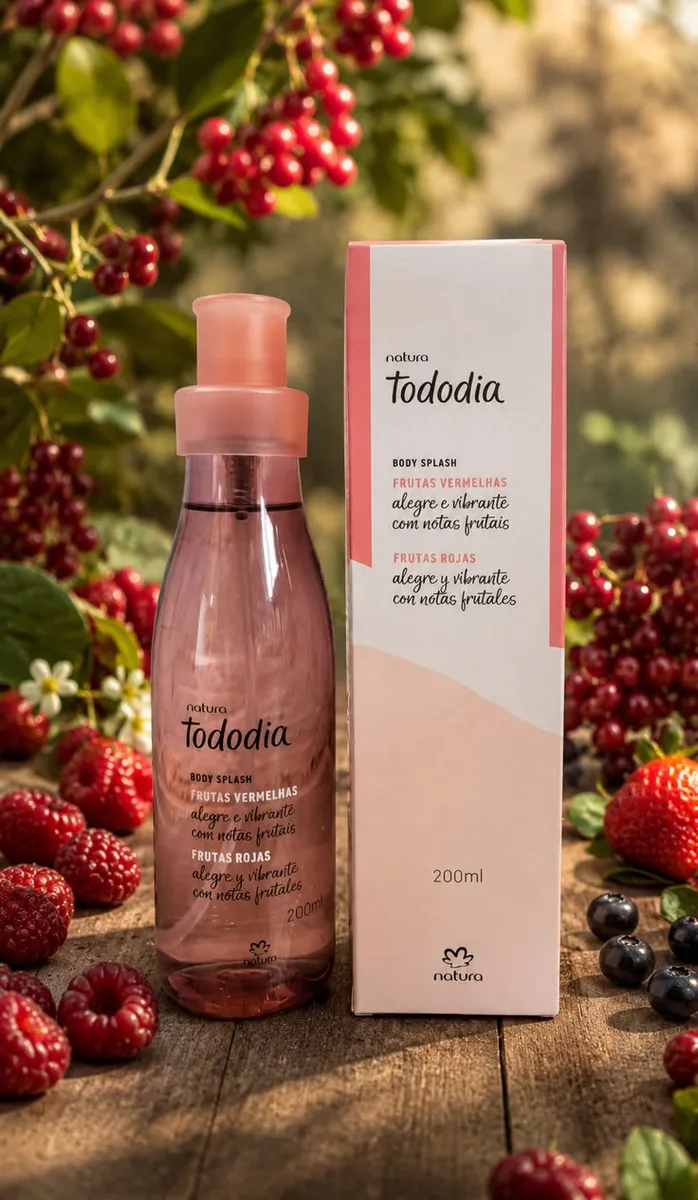 natura
tododia
BODY SPLASH
FRUTAS VERMELHAS
alegre e vibrante
com notas frutais
FRUTAS ROJAS
alegre y vibrante
con notas frutales
200ml
natura
natura
tododia
BODY SPLASH
FRUTAS VERMELHAS
alegre e vibrante
com notas frutais
FRUTAS ROJAS
alegre y vibrante
con notas frutales
200ml
natura